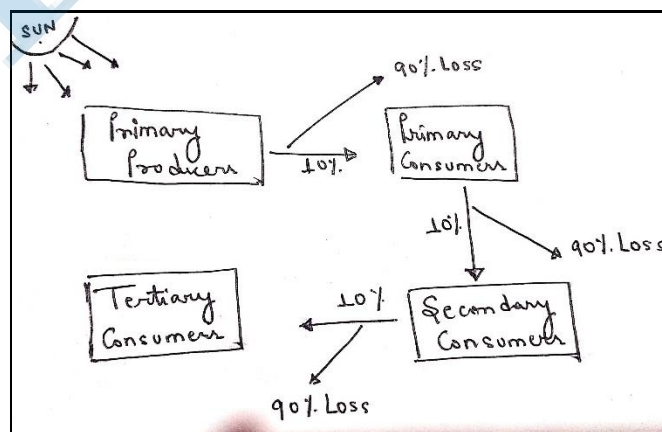 SUN
90% Loss
Primary
Producers
10%
Primary
Consumers
10%
90% Loss
Tertiary
Consumers
10%
Secondary
Consumers
90% Loss